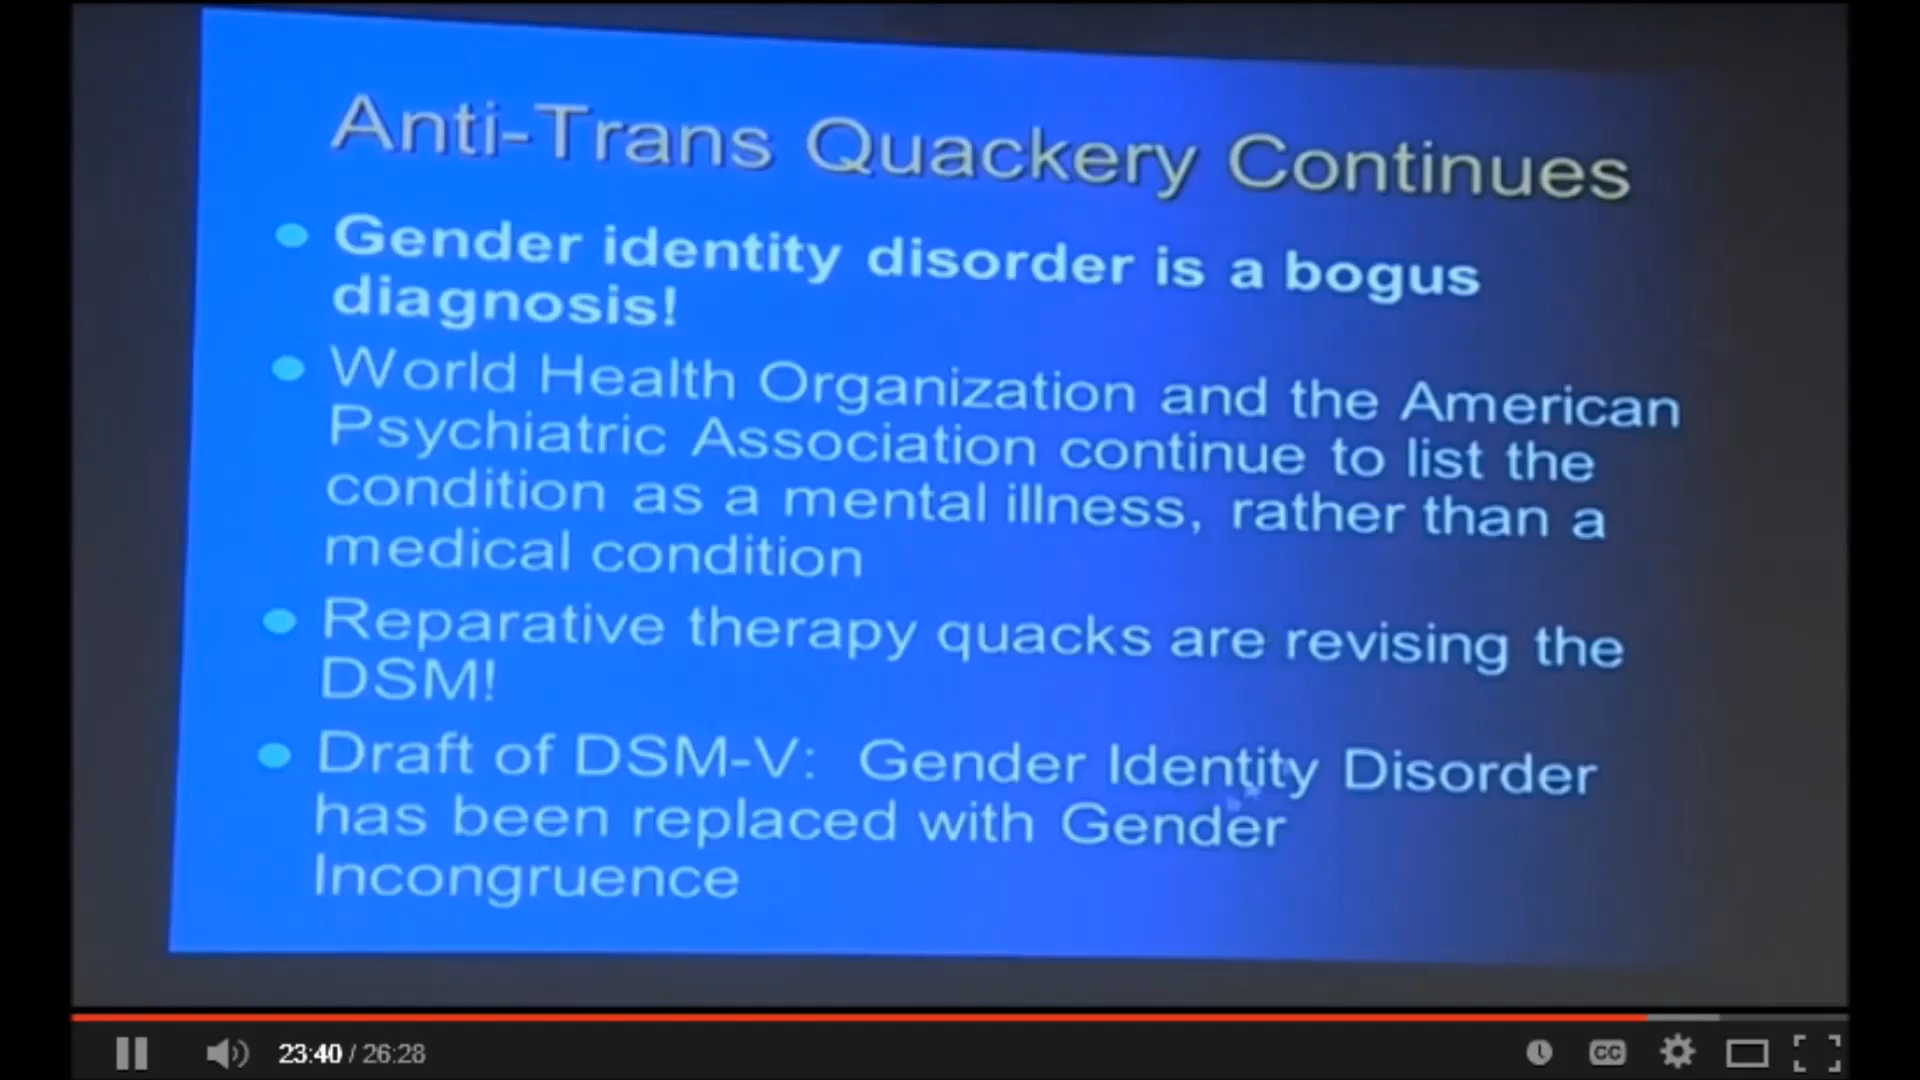 Anti-Trans Quackery Continues
Gender identity disorder is a bogus
diagnosis!
World Health Organization and the American
Psychiatric Association continue to list the
condition as a mental illness, rather than a
medical condition
Reparative therapy quacks are revising the
DSM!
Draft of DSM-V: Gender Identity Disorder
has been replaced with Gender
Incongruence
23:40 / 26:28
CC